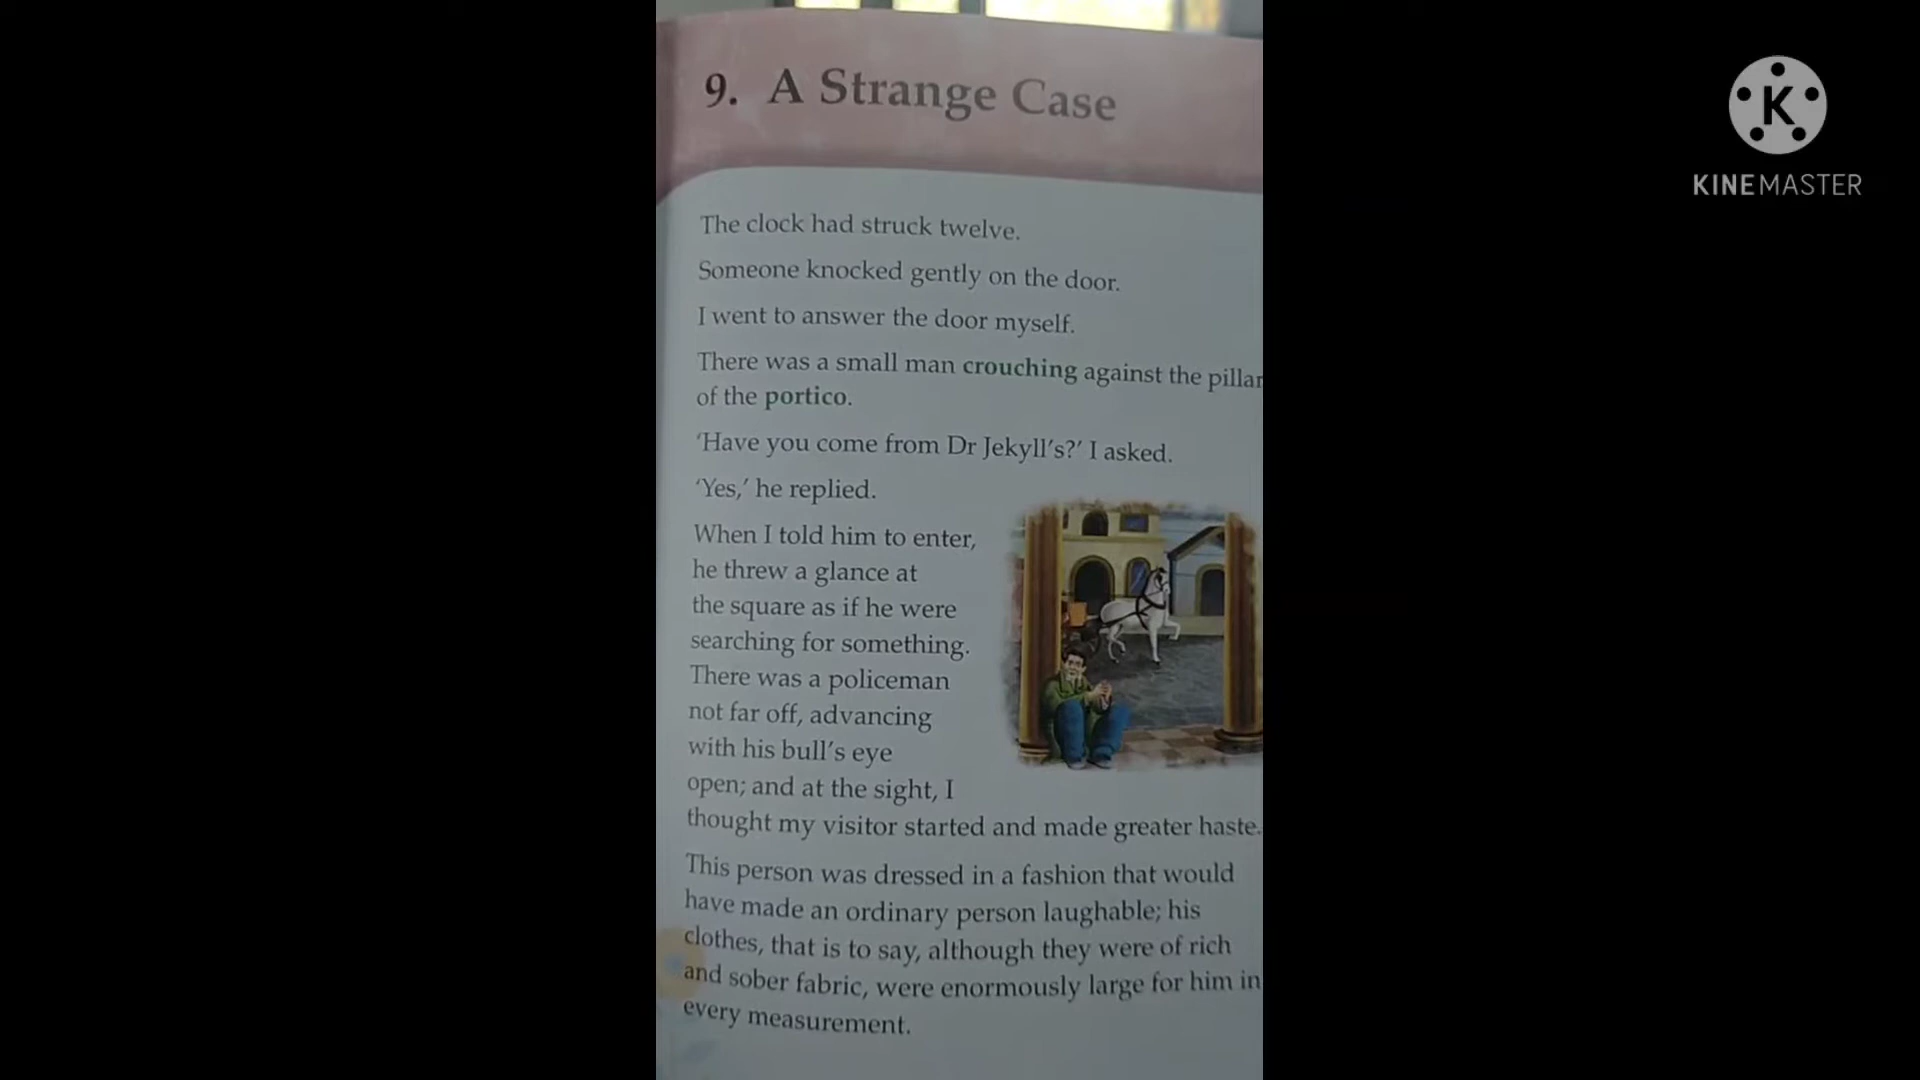 9. A Strange Case
K
KINEMASTER
The clock had struck twelve.
Someone knocked gently on the door.
I went to answer the door myself.
There was a small man crouching against the pillar
of the portico.
‘Have you come from Dr Jekyll’s?’ I asked.
‘Yes,’ he replied.
When I told him to enter,
he threw a glance at
the square as if he were
searching for something.
There was a policeman
not far off, advancing
with his bull’s eye
open; and at the sight, I
thought my visitor started and made greater haste.
This person was dressed in a fashion that would
have made an ordinary person laughable; his
clothes, that is to say, although they were of rich
and sober fabric, were enormously large for him in
every measurement.